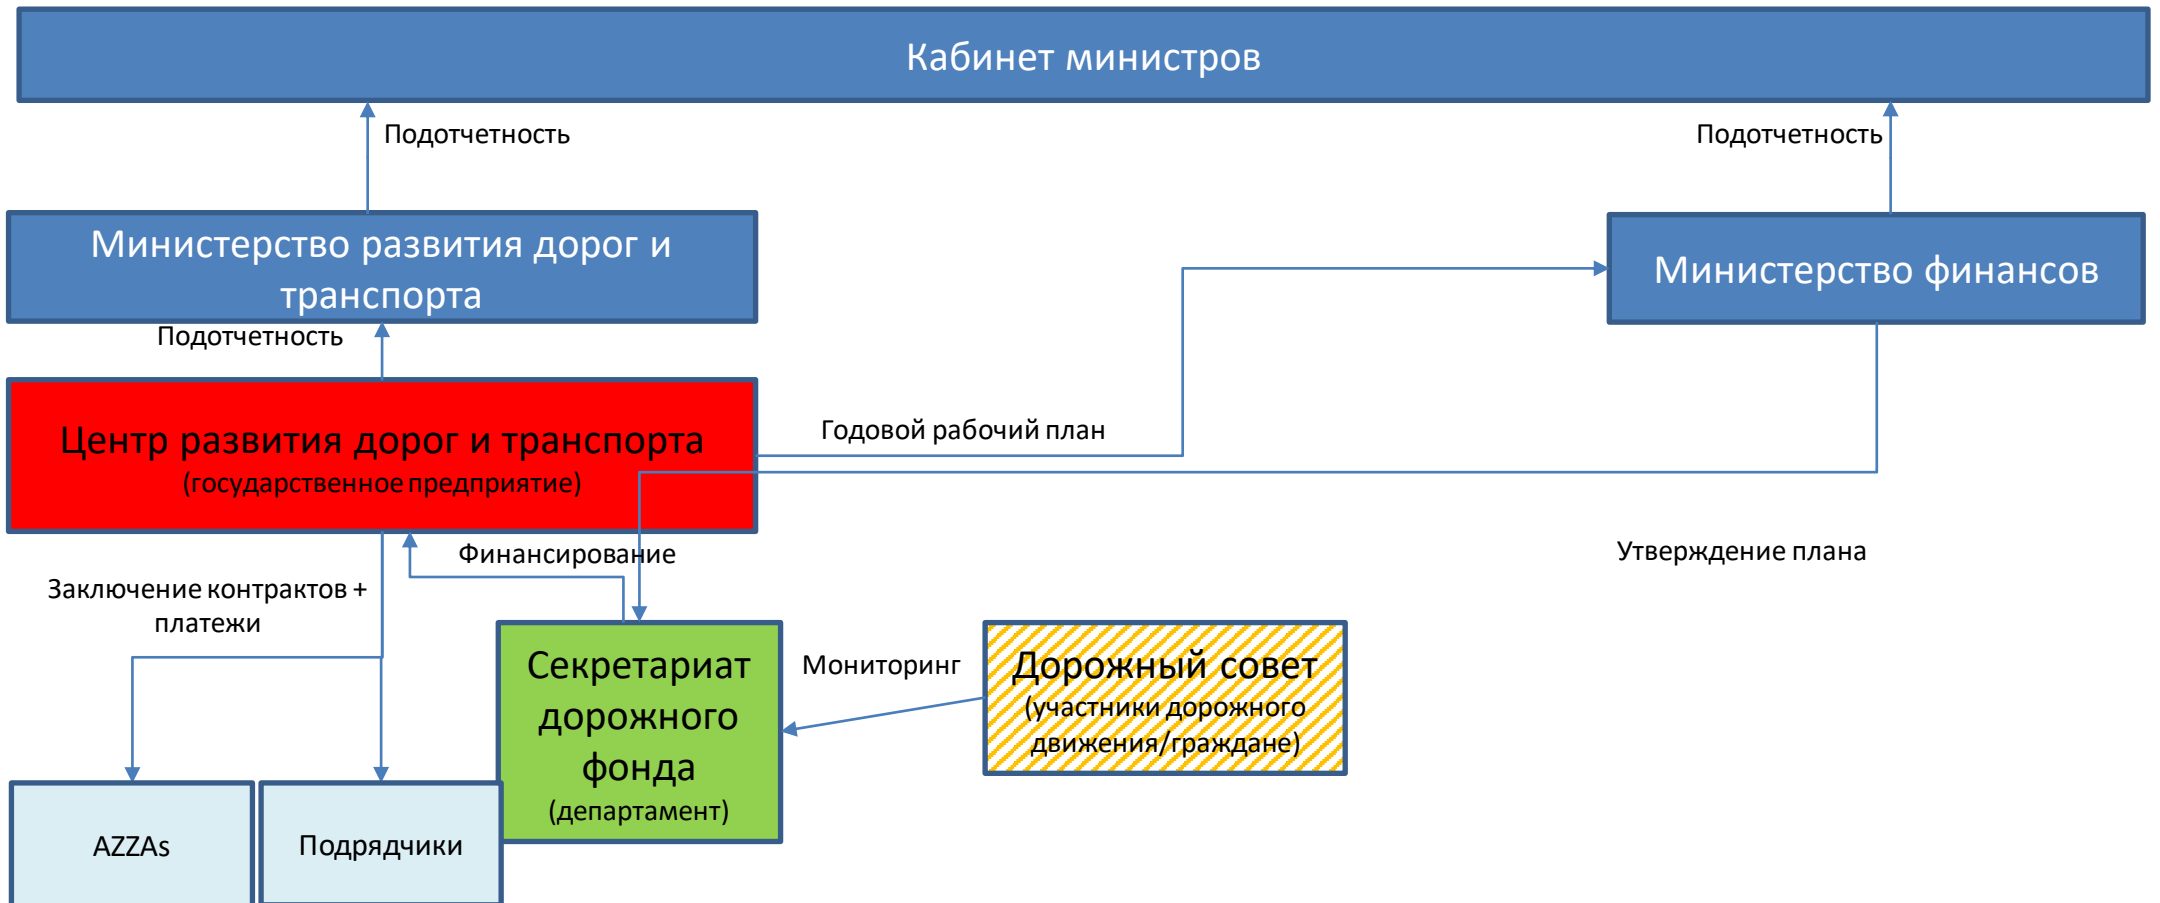 Кабинет министров
Подотчетность
Подотчетность
Министерство развития дорог и
транспорта
Министерство финансов
Подотчетность
Центр развития дорог и транспорта
(государственное предприятие)
Годовой рабочий план
Финансирование
Утверждение плана
Заключение контрактов +
платежи
Секретариат
дорожного
фонда
(департамент)
Мониторинг
Дорожный совет
(участники дорожного
движения/граждане)
AZZAs
Подрядчики